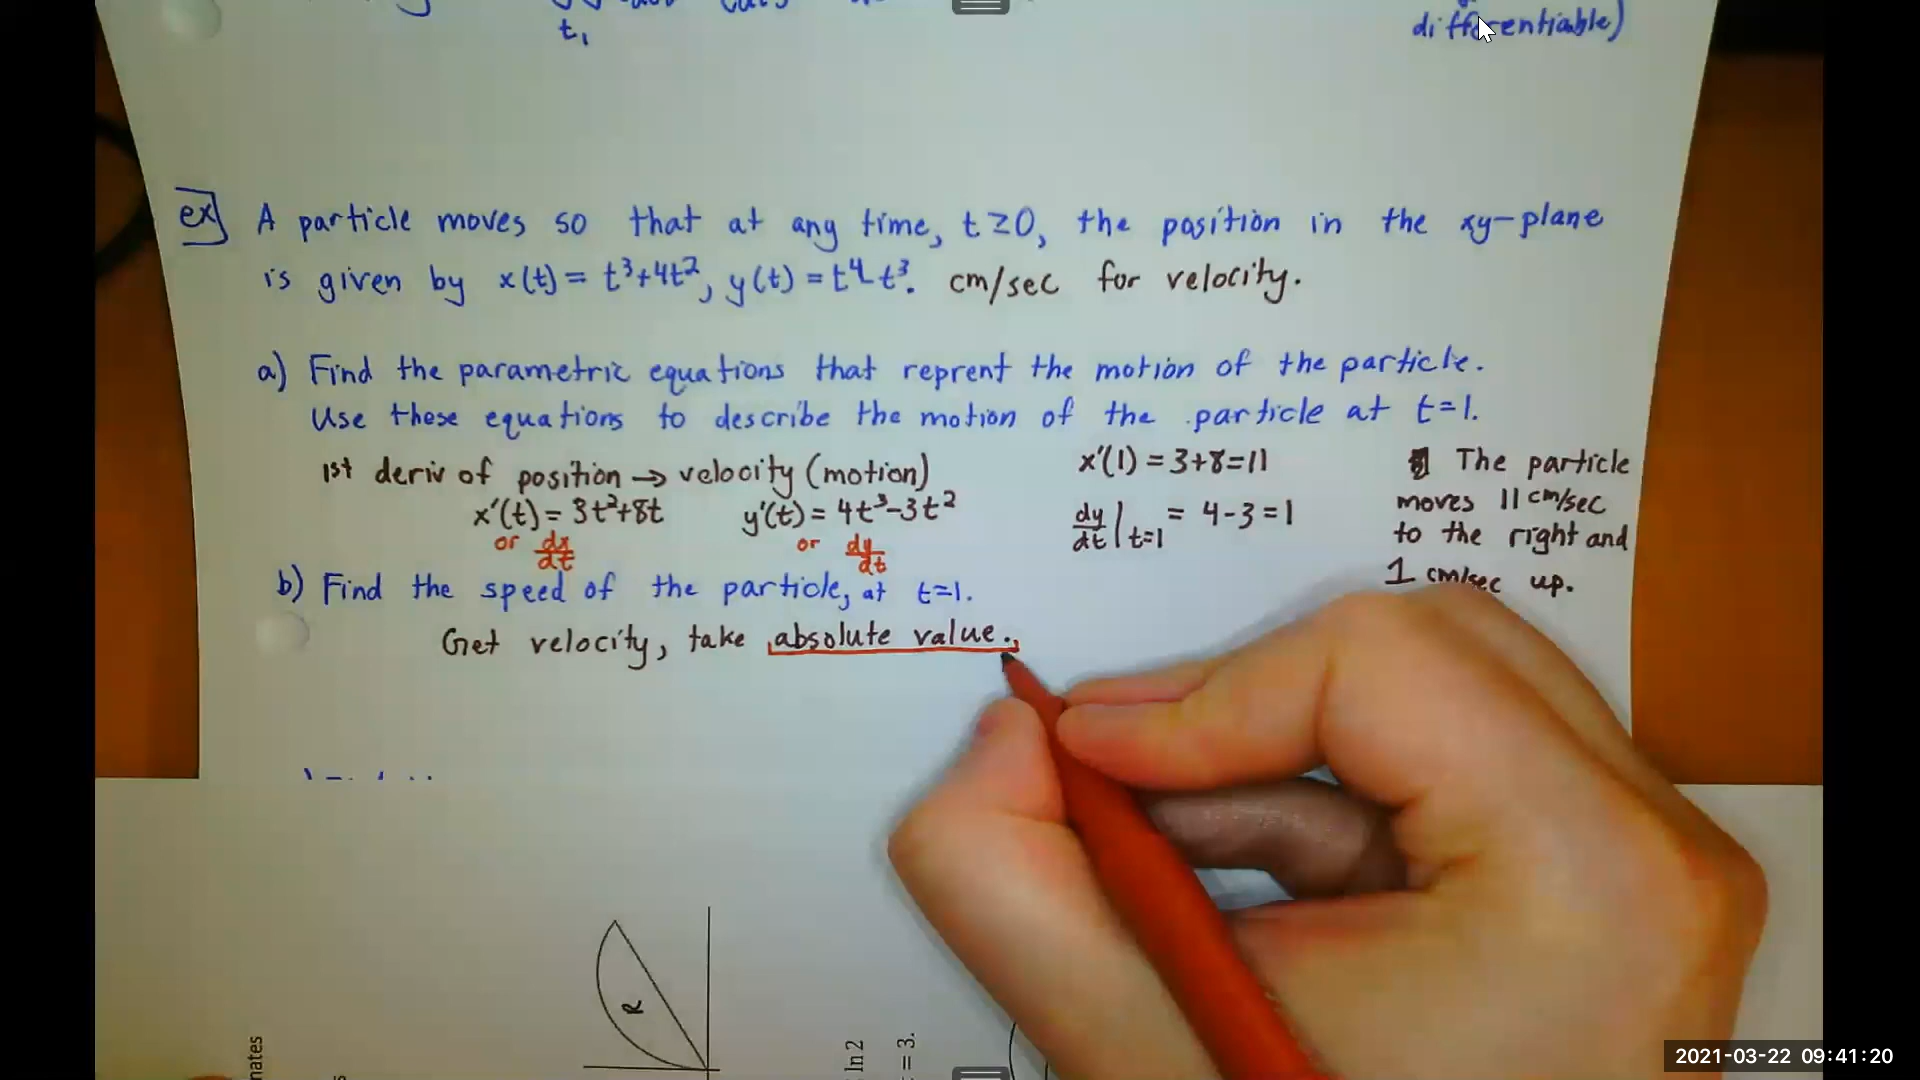 t₁
differentiable)
ex] A particle moves so that at any time, t ≥ 0, the position in the xy-plane
is given by x(t) = t³+4t², y(t) = t⁴-t³. cm/sec for velocity.
a) Find the parametric equations that reprent the motion of the particle.
Use these equations to describe the motion of the particle at t=1.
1st deriv of position → velocity (motion)
x'(t) = 3t²+8t y'(t) = 4t³-3t²
or dx/dt or dy/dt
x'(1) = 3+8=11
dy/dt|t=1 = 4-3=1
The particle
moves 11 cm/sec
to the right and
1 cm/sec up.
b) Find the speed of the particle, at t=1.
Get velocity, take absolute value.
R
nates
ln 2
= 3.
2021-03-22 09:41:20